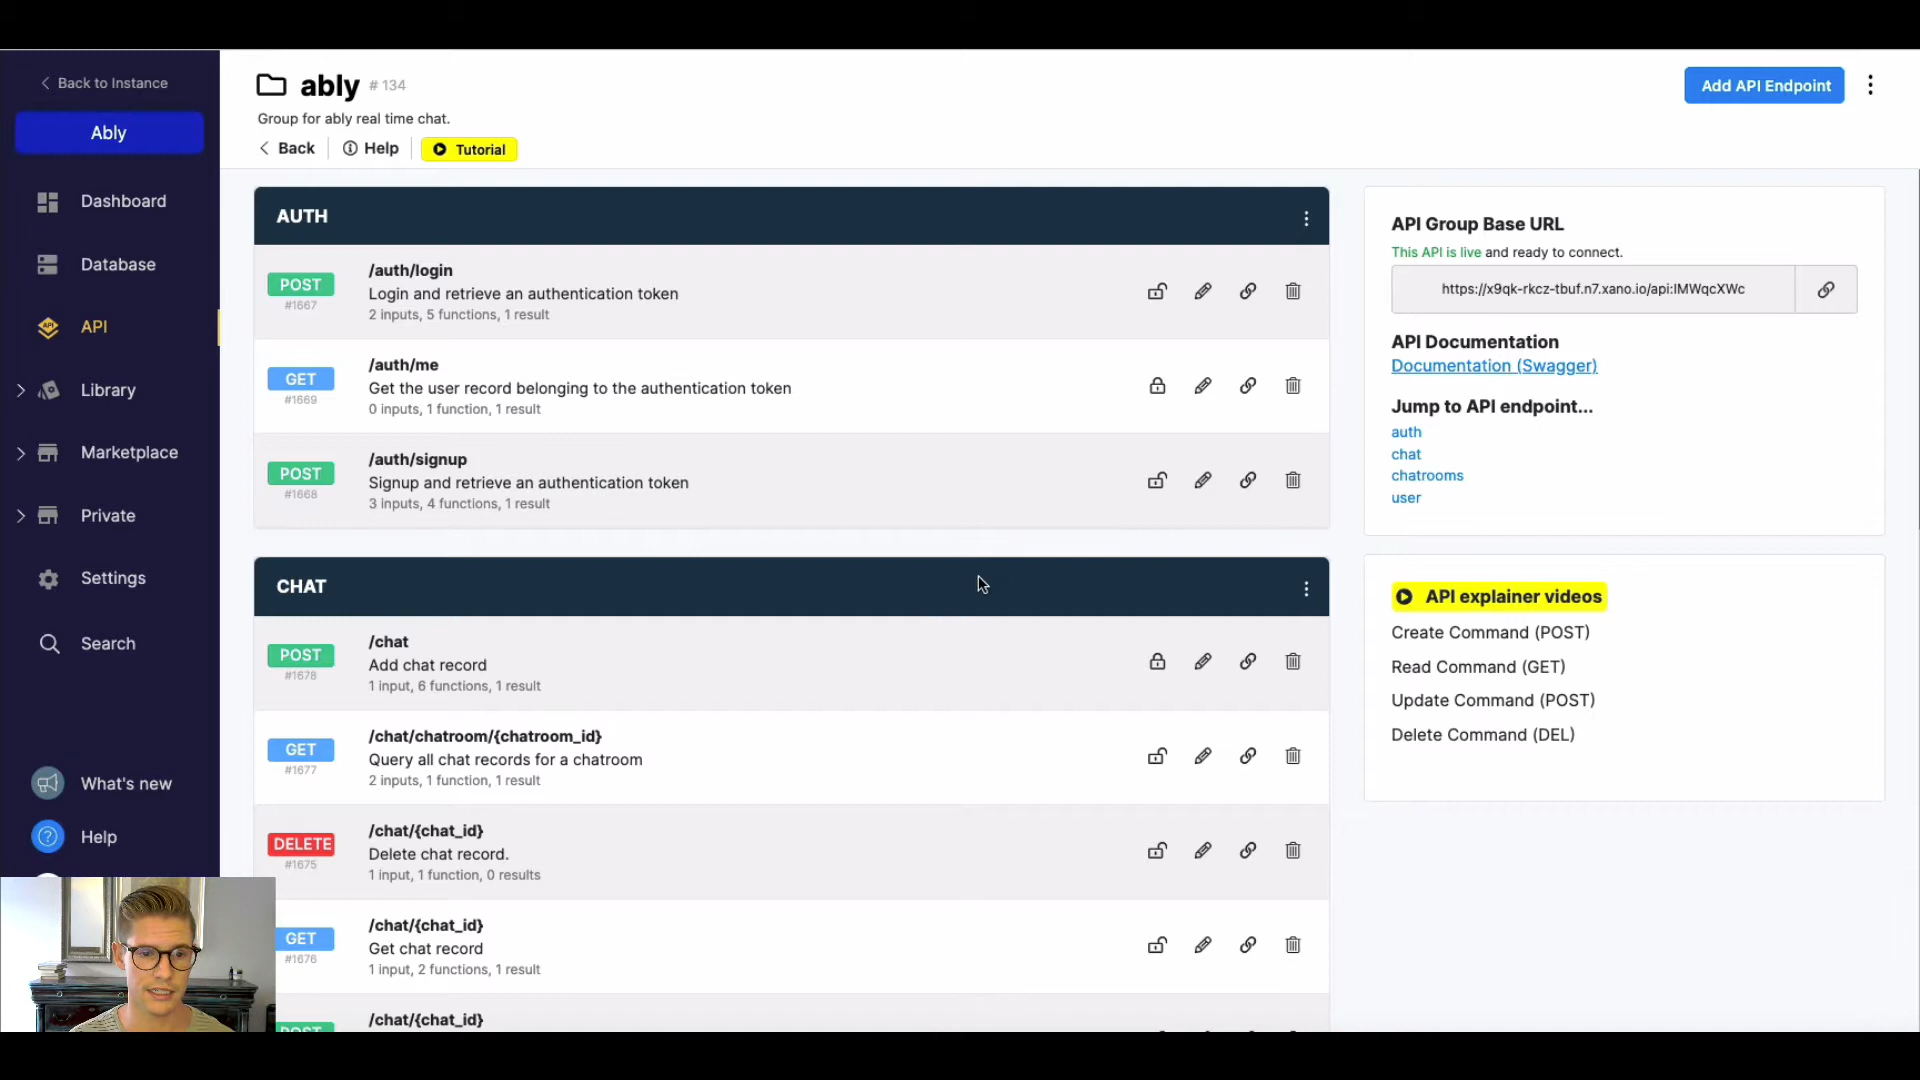 Back to Instance
Ably
Dashboard
Database
API
Library
Marketplace
Private
Settings
Search
What's new
Help
ably # 134
Group for ably real time chat.
Back
Help
Tutorial
Add API Endpoint
AUTH
POST
#1667
/auth/login
Login and retrieve an authentication token
2 inputs, 5 functions, 1 result
GET
#1669
/auth/me
Get the user record belonging to the authentication token
0 inputs, 1 function, 1 result
POST
#1668
/auth/signup
Signup and retrieve an authentication token
3 inputs, 4 functions, 1 result
CHAT
POST
#1678
/chat
Add chat record
1 input, 6 functions, 1 result
GET
#1677
/chat/chatroom/{chatroom_id}
Query all chat records for a chatroom
2 inputs, 1 function, 1 result
DELETE
#1675
/chat/{chat_id}
Delete chat record.
1 input, 1 function, 0 results
GET
#1676
/chat/{chat_id}
Get chat record
1 input, 2 functions, 1 result
POST
/chat/{chat_id}
API Group Base URL
This API is live and ready to connect.
https://x9qk-rkcz-tbuf.n7.xano.io/api:lMWqcXWc
API Documentation
Documentation (Swagger)
Jump to API endpoint...
auth
chat
chatrooms
user
API explainer videos
Create Command (POST)
Read Command (GET)
Update Command (POST)
Delete Command (DEL)